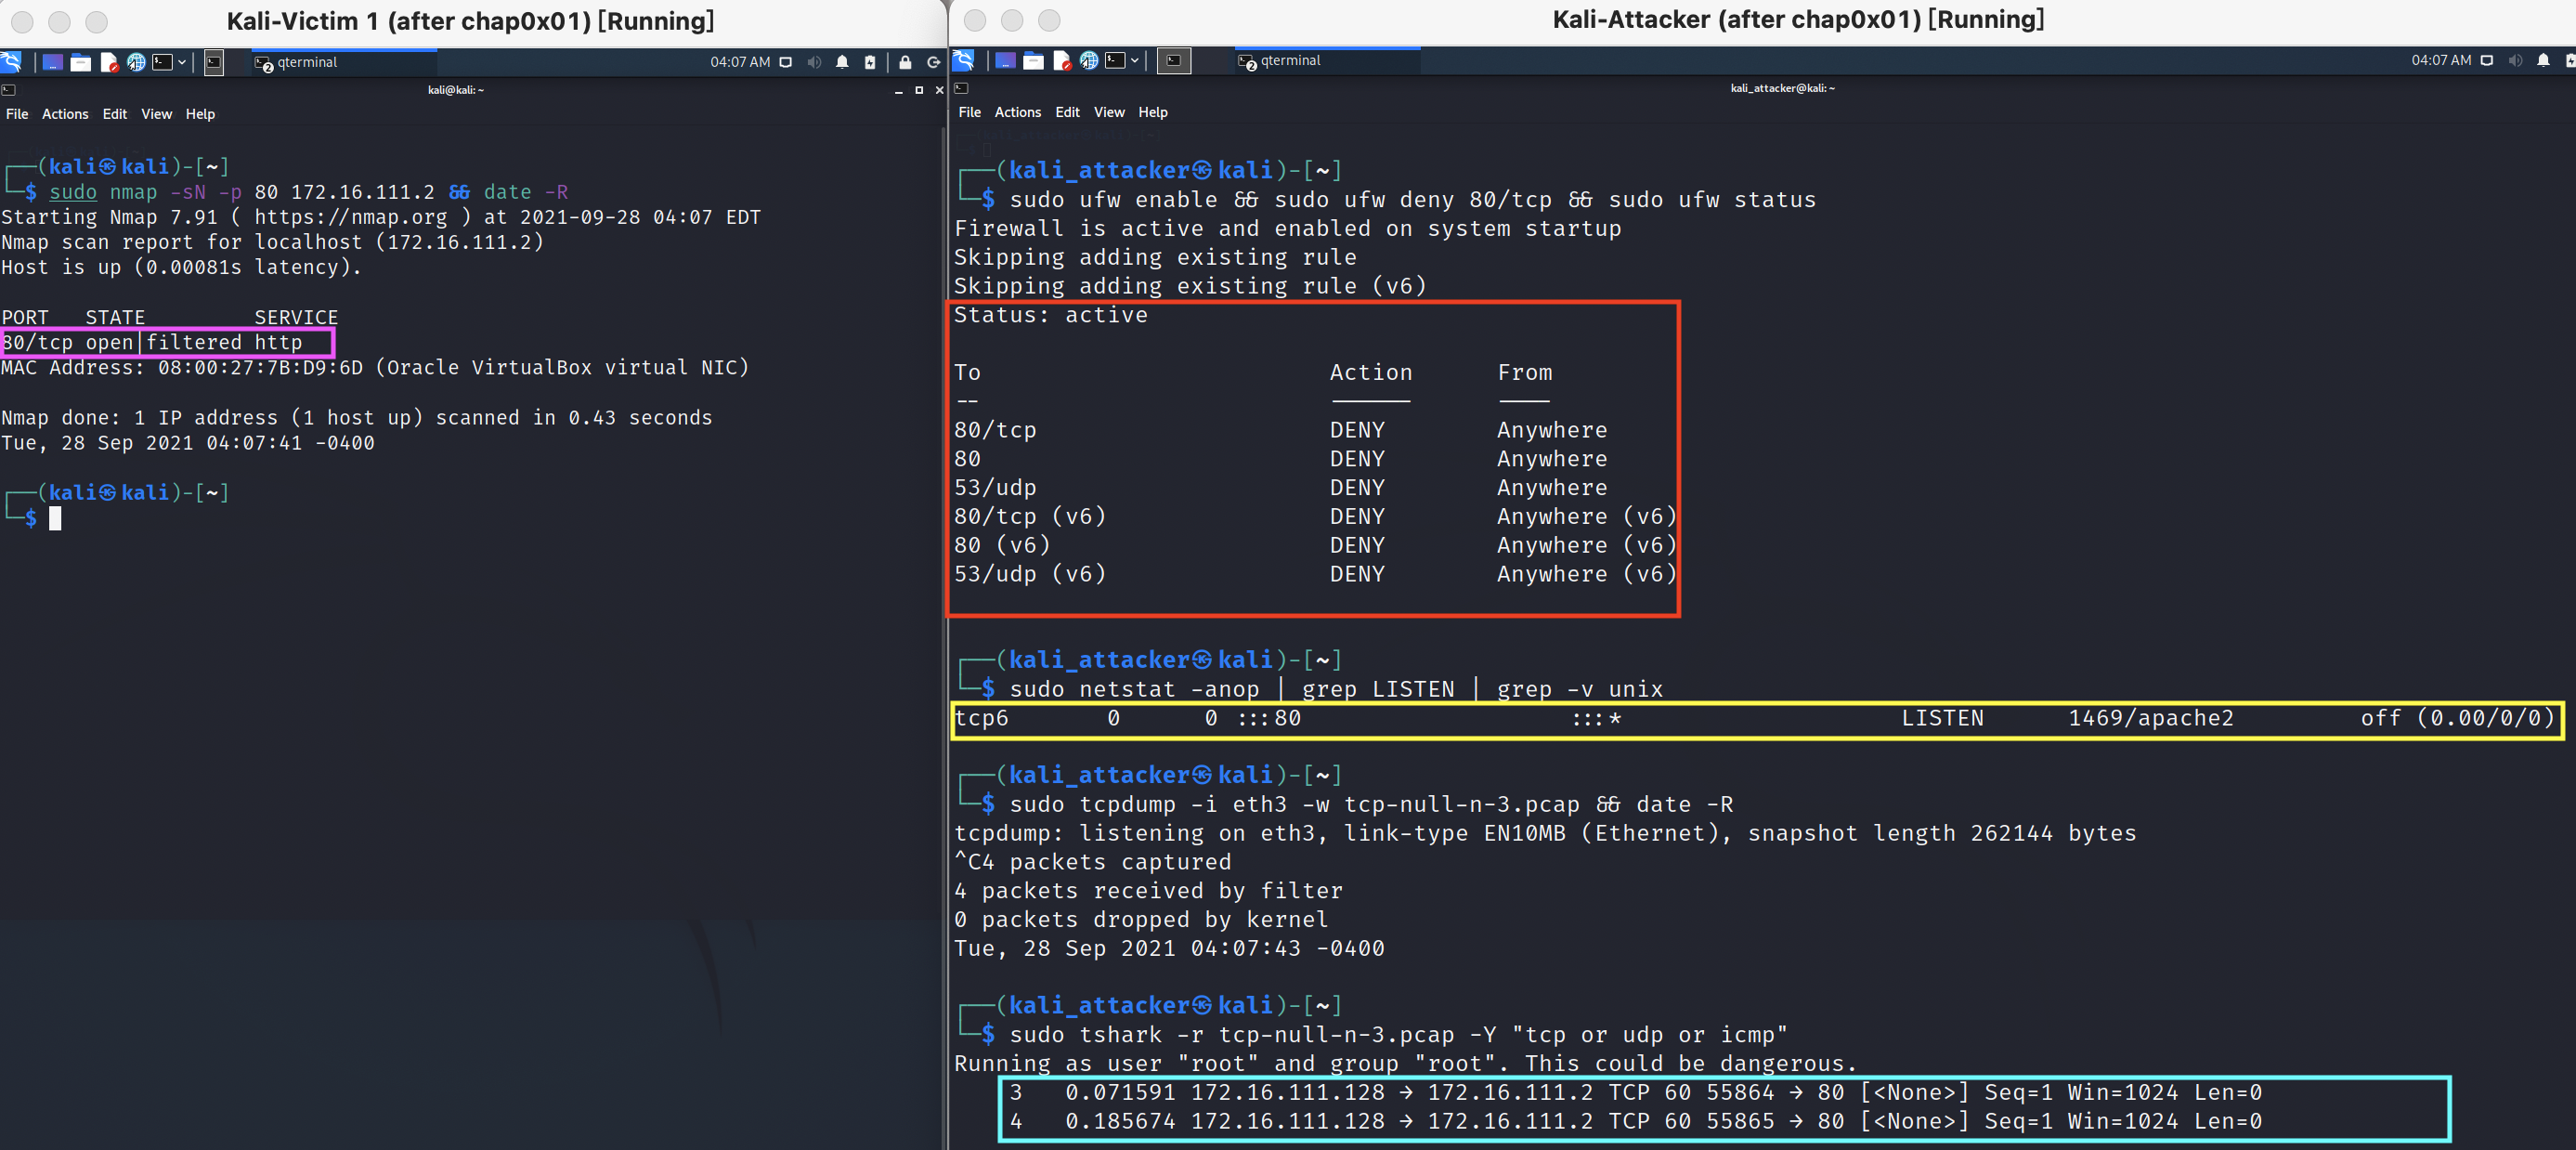 Kali-Victim 1 (after chap0x01) [Running]
qterminal
04:07 AM
kali@kali: ~
File Actions Edit View Help
┌──(kali㉿kali)-[~]
└─$ sudo nmap -sN -p 80 172.16.111.2 && date -R
Starting Nmap 7.91 ( https://nmap.org ) at 2021-09-28 04:07 EDT
Nmap scan report for localhost (172.16.111.2)
Host is up (0.00081s latency).
PORT STATE SERVICE
80/tcp open|filtered http
MAC Address: 08:00:27:7B:D9:6D (Oracle VirtualBox virtual NIC)
Nmap done: 1 IP address (1 host up) scanned in 0.43 seconds
Tue, 28 Sep 2021 04:07:41 -0400
┌──(kali㉿kali)-[~]
└─$
Kali-Attacker (after chap0x01) [Running]
qterminal
04:07 AM
kali_attacker@kali: ~
File Actions Edit View Help
┌──(kali_attacker㉿kali)-[~]
└─$ sudo ufw enable && sudo ufw deny 80/tcp && sudo ufw status
Firewall is active and enabled on system startup
Skipping adding existing rule
Skipping adding existing rule (v6)
Status: active
To Action From
-- ------ ----
80/tcp DENY Anywhere
80 DENY Anywhere
53/udp DENY Anywhere
80/tcp (v6) DENY Anywhere (v6)
80 (v6) DENY Anywhere (v6)
53/udp (v6) DENY Anywhere (v6)
┌──(kali_attacker㉿kali)-[~]
└─$ sudo netstat -anop | grep LISTEN | grep -v unix
tcp6 0 0 :::80 :::* LISTEN 1469/apache2 off (0.00/0/0)
┌──(kali_attacker㉿kali)-[~]
└─$ sudo tcpdump -i eth3 -w tcp-null-n-3.pcap && date -R
tcpdump: listening on eth3, link-type EN10MB (Ethernet), snapshot length 262144 bytes
^C4 packets captured
4 packets received by filter
0 packets dropped by kernel
Tue, 28 Sep 2021 04:07:43 -0400
┌──(kali_attacker㉿kali)-[~]
└─$ sudo tshark -r tcp-null-n-3.pcap -Y "tcp or udp or icmp"
Running as user "root" and group "root". This could be dangerous.
3 0.071591 172.16.111.128 → 172.16.111.2 TCP 60 55864 → 80 [<None>] Seq=1 Win=1024 Len=0
4 0.185674 172.16.111.128 → 172.16.111.2 TCP 60 55865 → 80 [<None>] Seq=1 Win=1024 Len=0